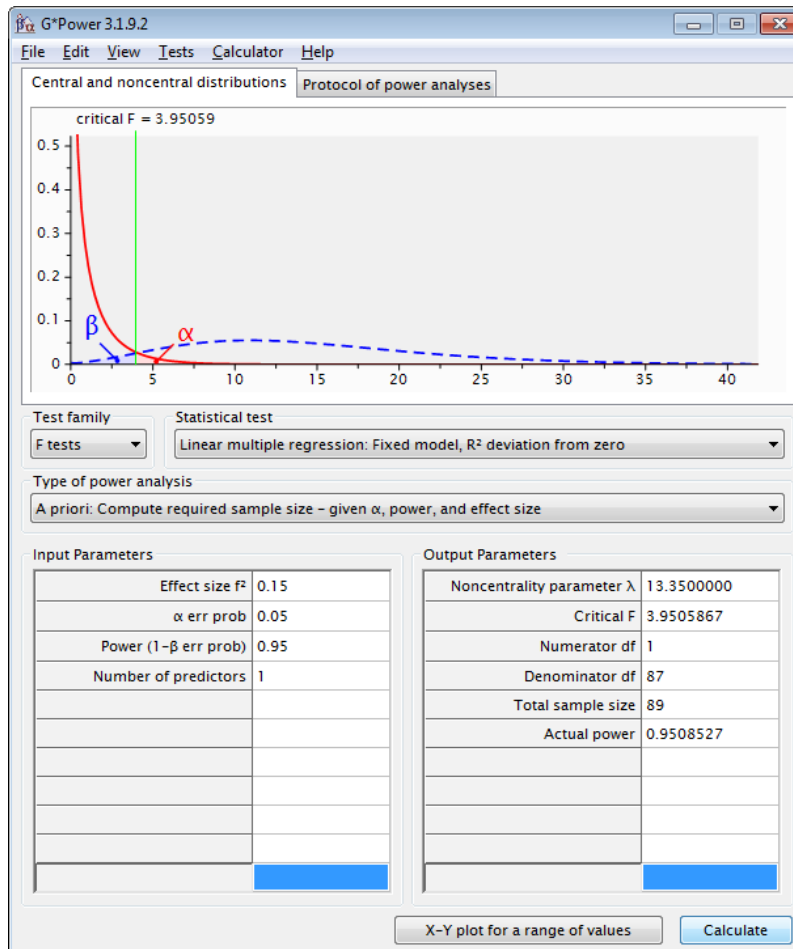 βα G*Power 3.1.9.2
File Edit View Tests Calculator Help
Central and noncentral distributions Protocol of power analyses
critical F = 3.95059
0.5
0.4
0.3
0.2
0.1
0
β α
0 5 10 15 20 25 30 35 40
Test family Statistical test
F tests Linear multiple regression: Fixed model, R² deviation from zero
Type of power analysis
A priori: Compute required sample size – given α, power, and effect size
Input Parameters Output Parameters
Effect size f² 0.15 Noncentrality parameter λ 13.3500000
α err prob 0.05 Critical F 3.9505867
Power (1-β err prob) 0.95 Numerator df 1
Number of predictors 1 Denominator df 87
Total sample size 89
Actual power 0.9508527
X-Y plot for a range of values Calculate